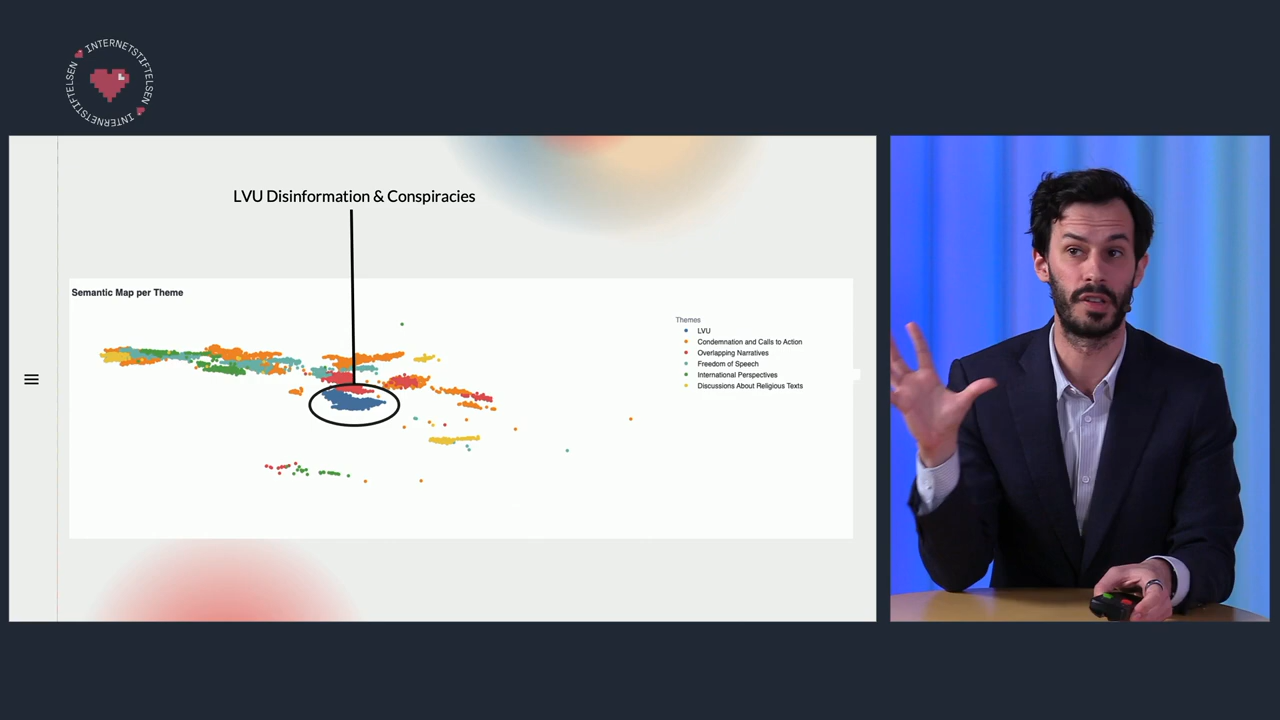 INTERNETSTIFTELSEN
INTERNETSTIFTELSEN
LVU Disinformation & Conspiracies
Semantic Map per Theme
Themes
LVU
Condemnation and Calls to Action
Overlapping Narratives
Freedom of Speech
International Perspectives
Discussions About Religious Texts